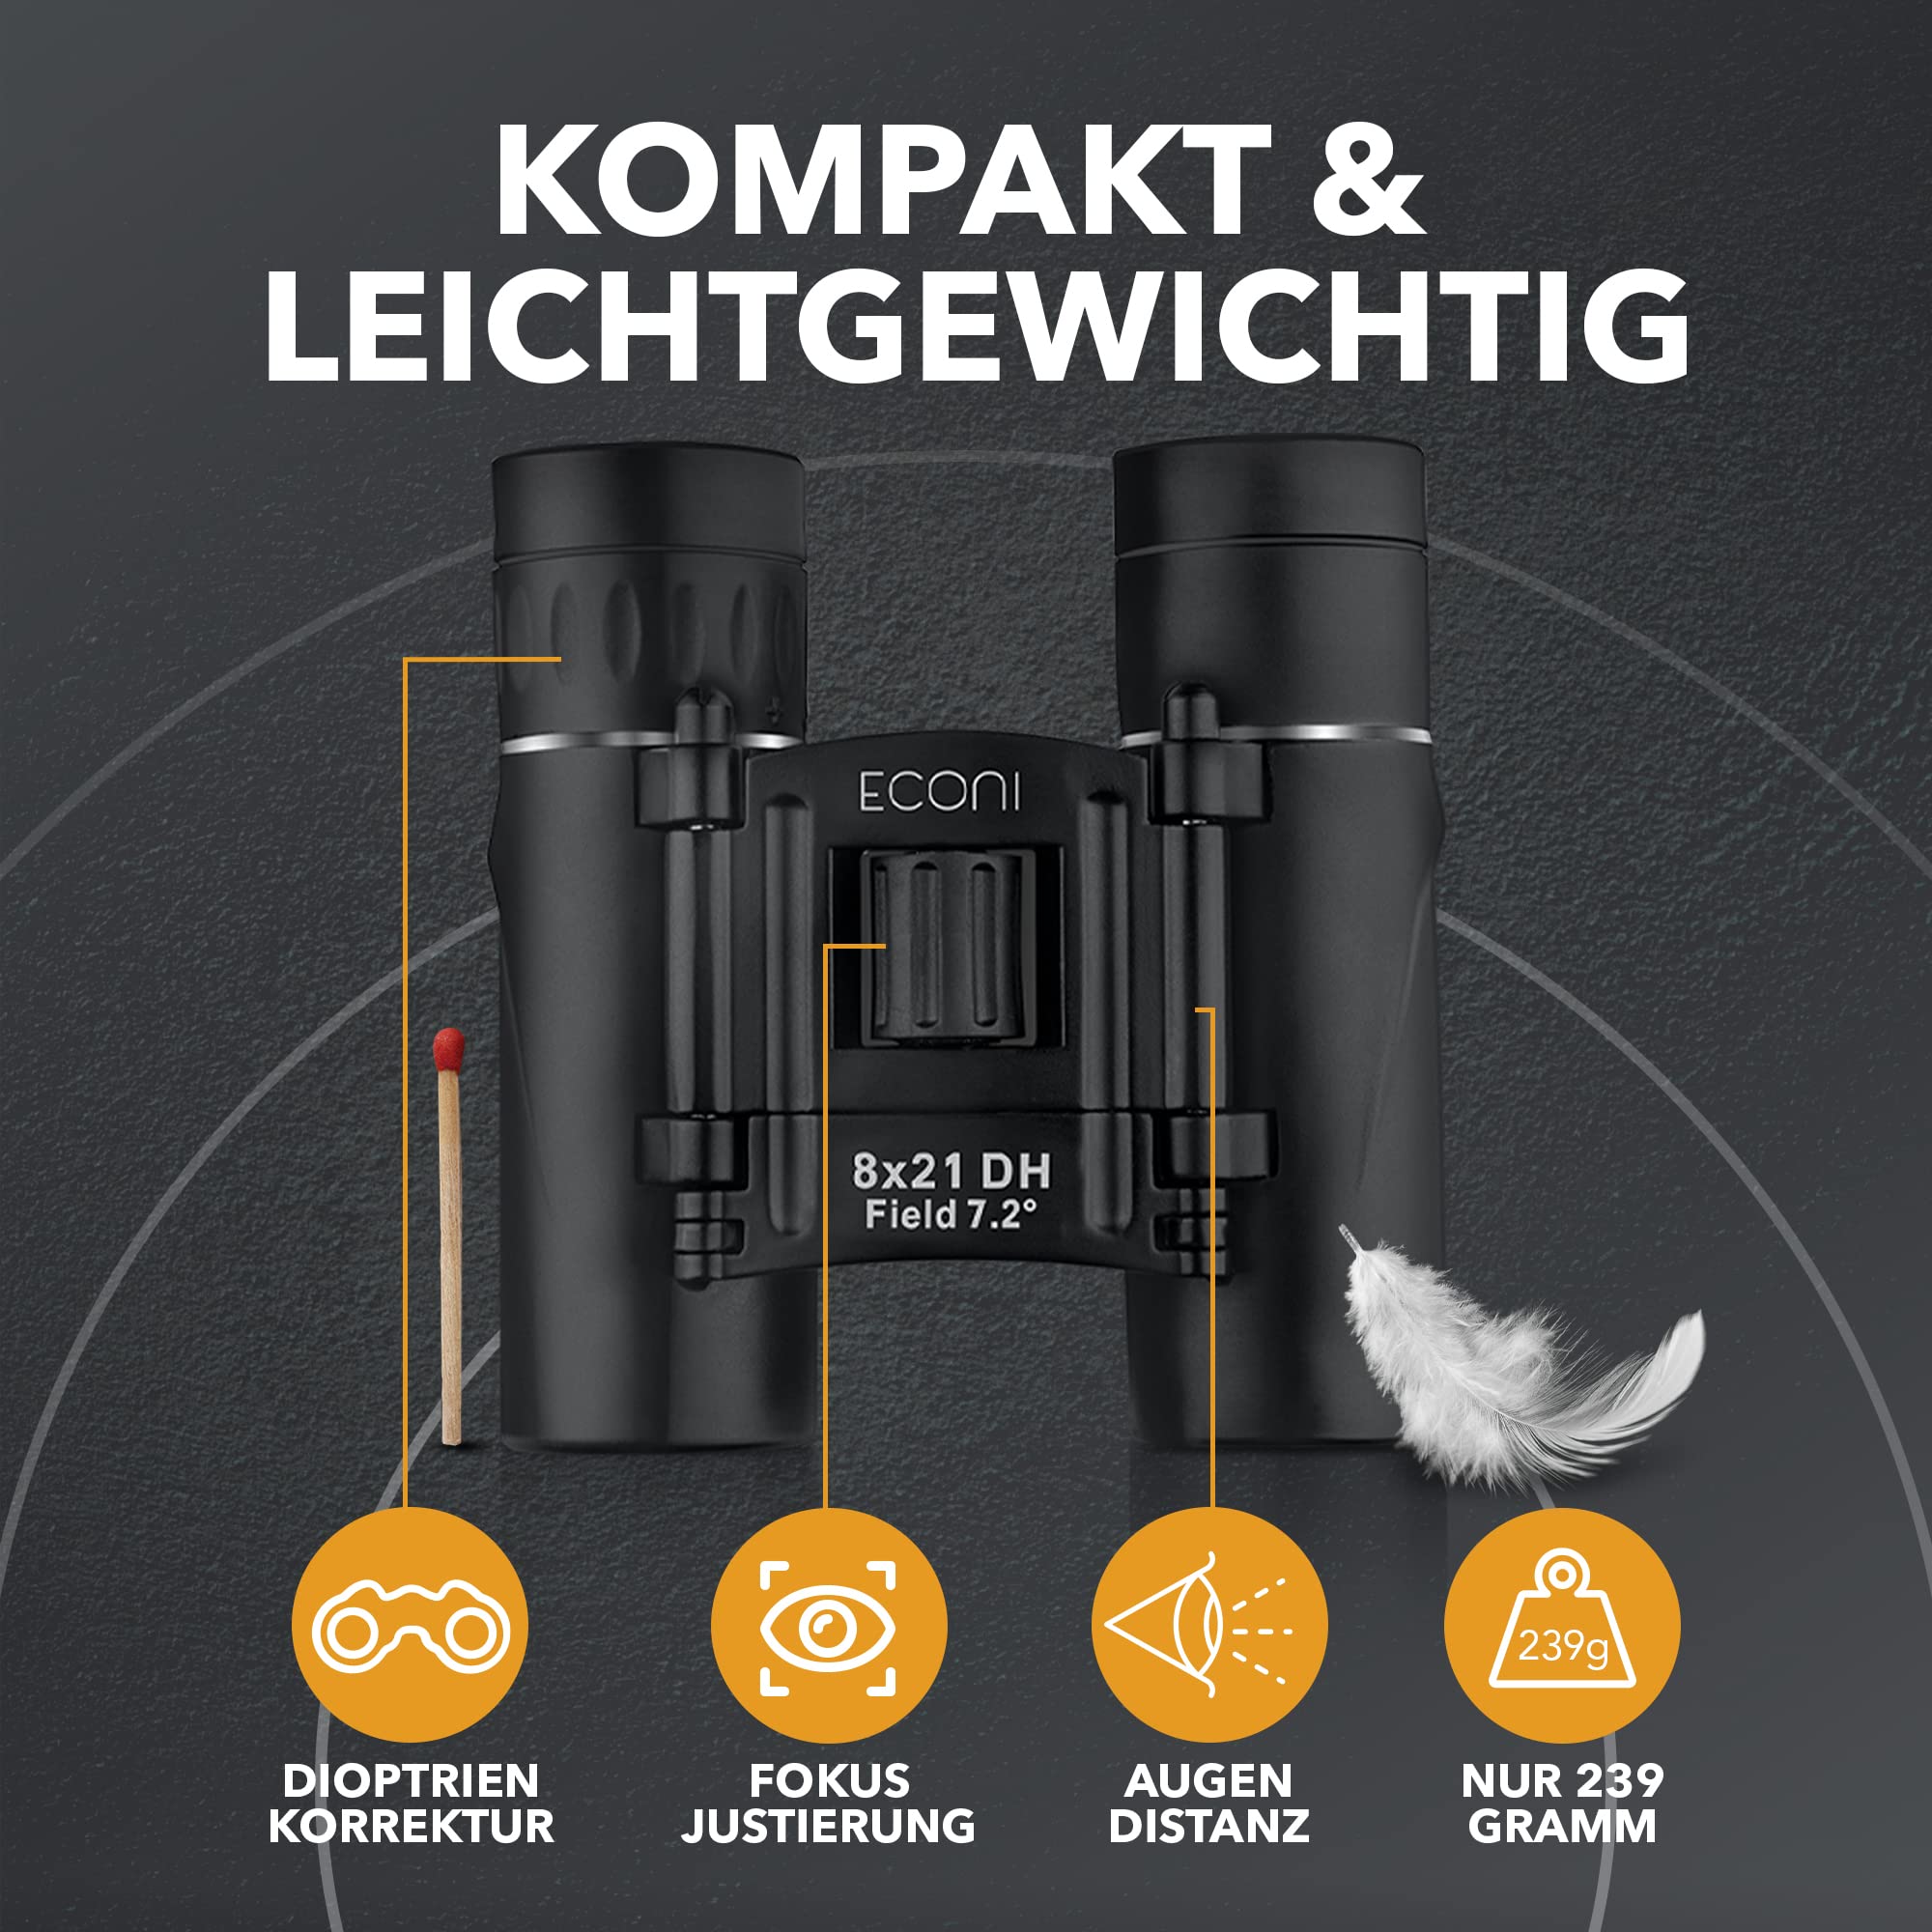 KOMPAKT &
LEICHTGEWICHTIG
ECONI
8x21 DH
Field 7.2°
239g
DIOPTRIEN
KORREKTUR
FOKUS
JUSTIERUNG
AUGEN
DISTANZ
NUR 239
GRAMM